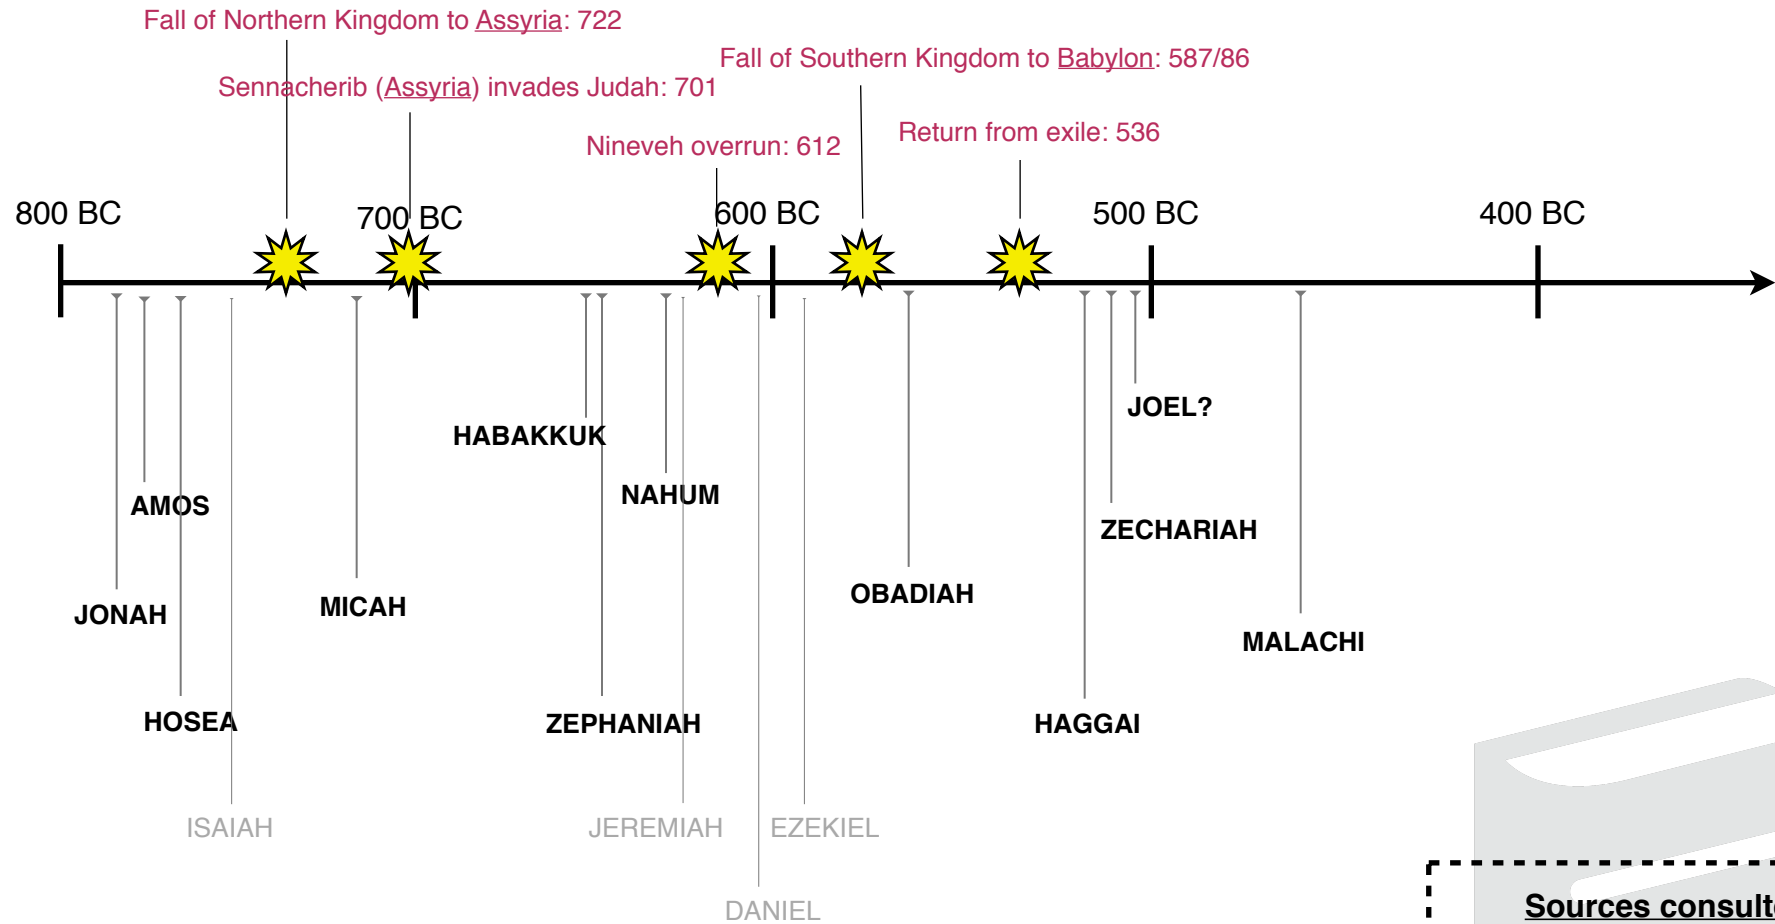 Fall of Northern Kingdom to Assyria: 722
Fall of Southern Kingdom to Babylon: 587/86
Sennacherib (Assyria) invades Judah: 701
Return from exile: 536
Nineveh overrun: 612
800 BC
700 BC
600 BC
500 BC
400 BC
JOEL?
HABAKKUK
NAHUM
AMOS
ZECHARIAH
OBADIAH
MICAH
JONAH
MALACHI
HOSEA
ZEPHANIAH
HAGGAI
ISAIAH
JEREMIAH
EZEKIEL
DANIEL
Sources